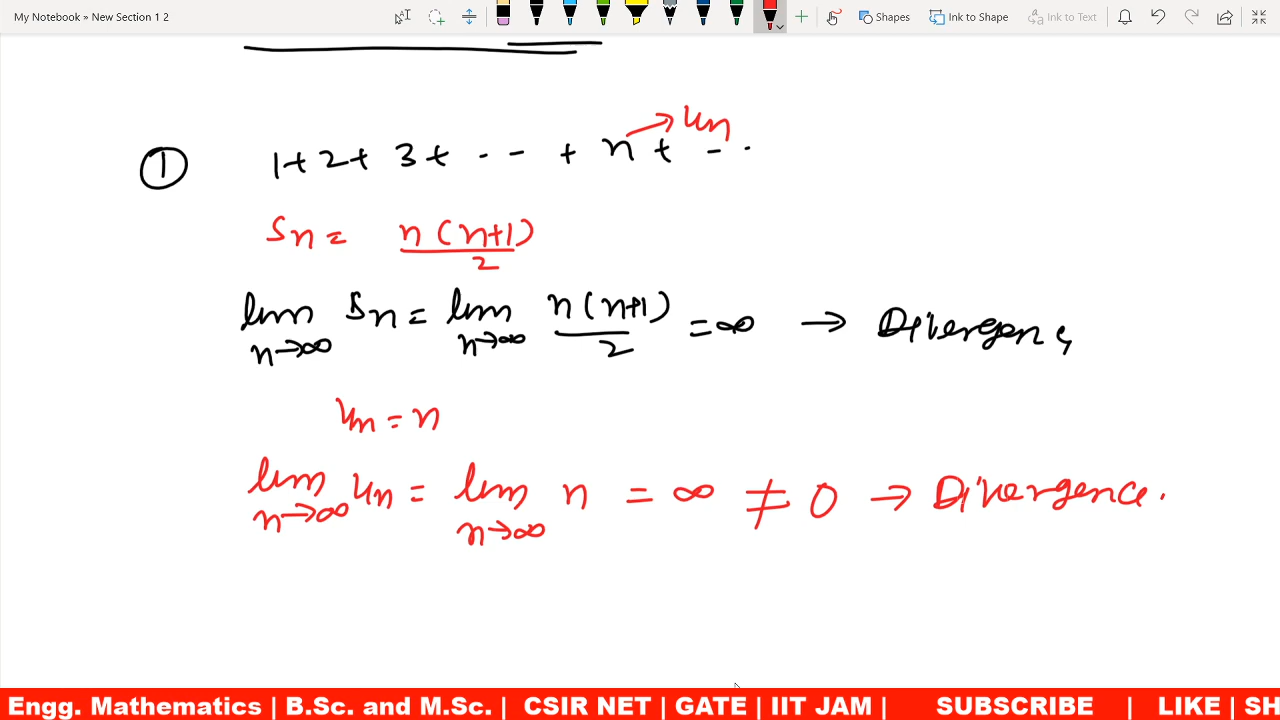 My Notebook » New Section 1 2
Shapes
Ink to Shape
Ink to Text
→ un
① 1+ 2+ 3+ - - + n + - .
Sn = n(n+1)/2
lim n→∞ Sn = lim n→∞ n(n+1)/2 = ∞ → Divergence
un = n
lim n→∞ un = lim n→∞ n = ∞ ≠ 0 → Divergence.
Engg. Mathematics | B.Sc. and M.Sc. | CSIR NET | GATE | IIT JAM | SUBSCRIBE | LIKE | SH